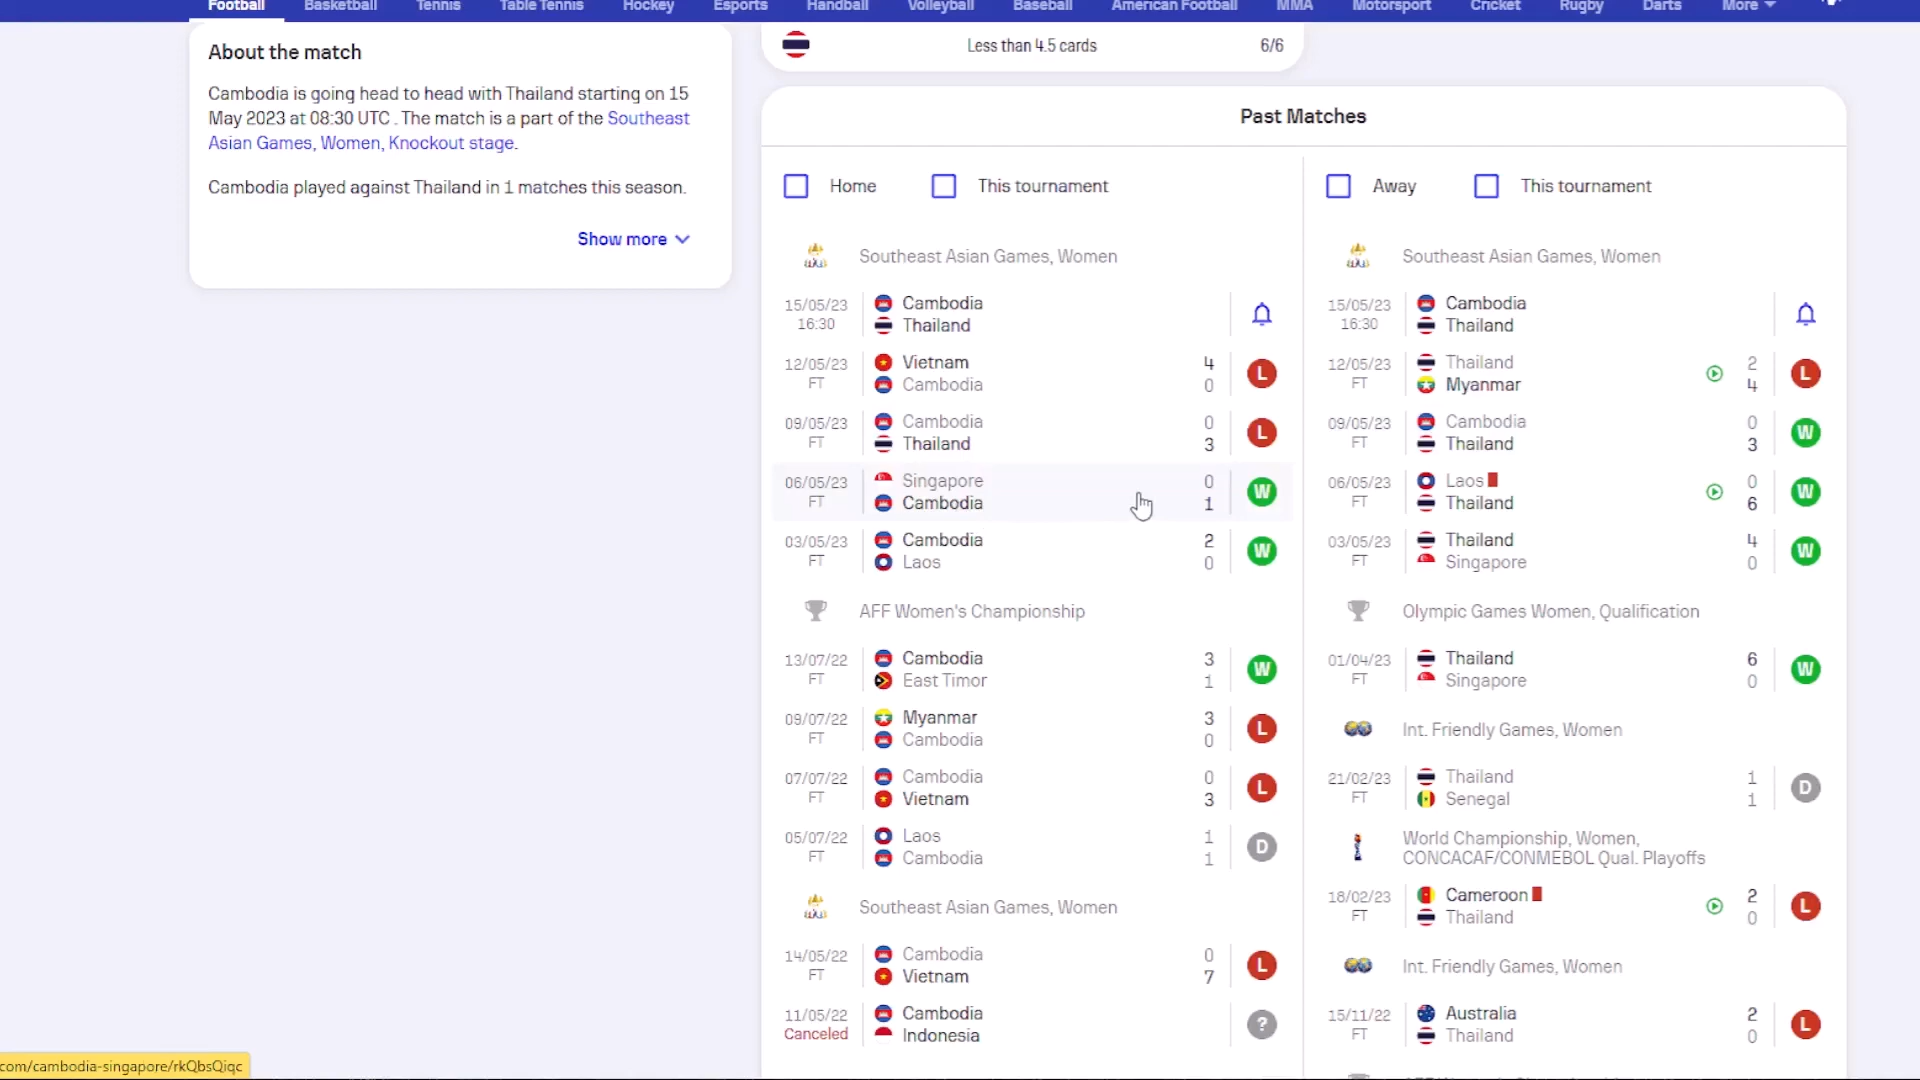 Football Basketball Tennis Table Tennis Hockey Esports Handball Volleyball Baseball American Football MMA Motorsport Cricket Rugby Darts More
About the match
Cambodia is going head to head with Thailand starting on 15
May 2023 at 08:30 UTC . The match is a part of the Southeast
Asian Games, Women, Knockout stage.
Cambodia played against Thailand in 1 matches this season.
Show more
Less than 4.5 cards 6/6
Past Matches
Home This tournament
Southeast Asian Games, Women
15/05/23 Cambodia
16:30 Thailand
12/05/23 Vietnam 4
FT Cambodia 0
L
09/05/23 Cambodia 0
FT Thailand 3
L
06/05/23 Singapore 0
FT Cambodia 1
W
03/05/23 Cambodia 2
FT Laos 0
W
AFF Women's Championship
13/07/22 Cambodia 3
FT East Timor 1
W
09/07/22 Myanmar 3
FT Cambodia 0
L
07/07/22 Cambodia 0
FT Vietnam 3
L
05/07/22 Laos 1
FT Cambodia 1
D
Southeast Asian Games, Women
14/05/22 Cambodia 0
FT Vietnam 7
L
11/05/22 Cambodia
Canceled Indonesia
?
Away This tournament
Southeast Asian Games, Women
15/05/23 Cambodia
16:30 Thailand
12/05/23 Thailand 2
FT Myanmar 4
L
09/05/23 Cambodia 0
FT Thailand 3
W
06/05/23 Laos 0
FT Thailand 6
W
03/05/23 Thailand 4
FT Singapore 0
W
Olympic Games Women, Qualification
01/04/23 Thailand 6
FT Singapore 0
W
Int. Friendly Games, Women
21/02/23 Thailand 1
FT Senegal 1
D
World Championship, Women,
CONCACAF/CONMEBOL Qual. Playoffs
18/02/23 Cameroon 2
FT Thailand 0
L
Int. Friendly Games, Women
15/11/22 Australia 2
FT Thailand 0
L
com/cambodia-singapore/rkQbsQiqc